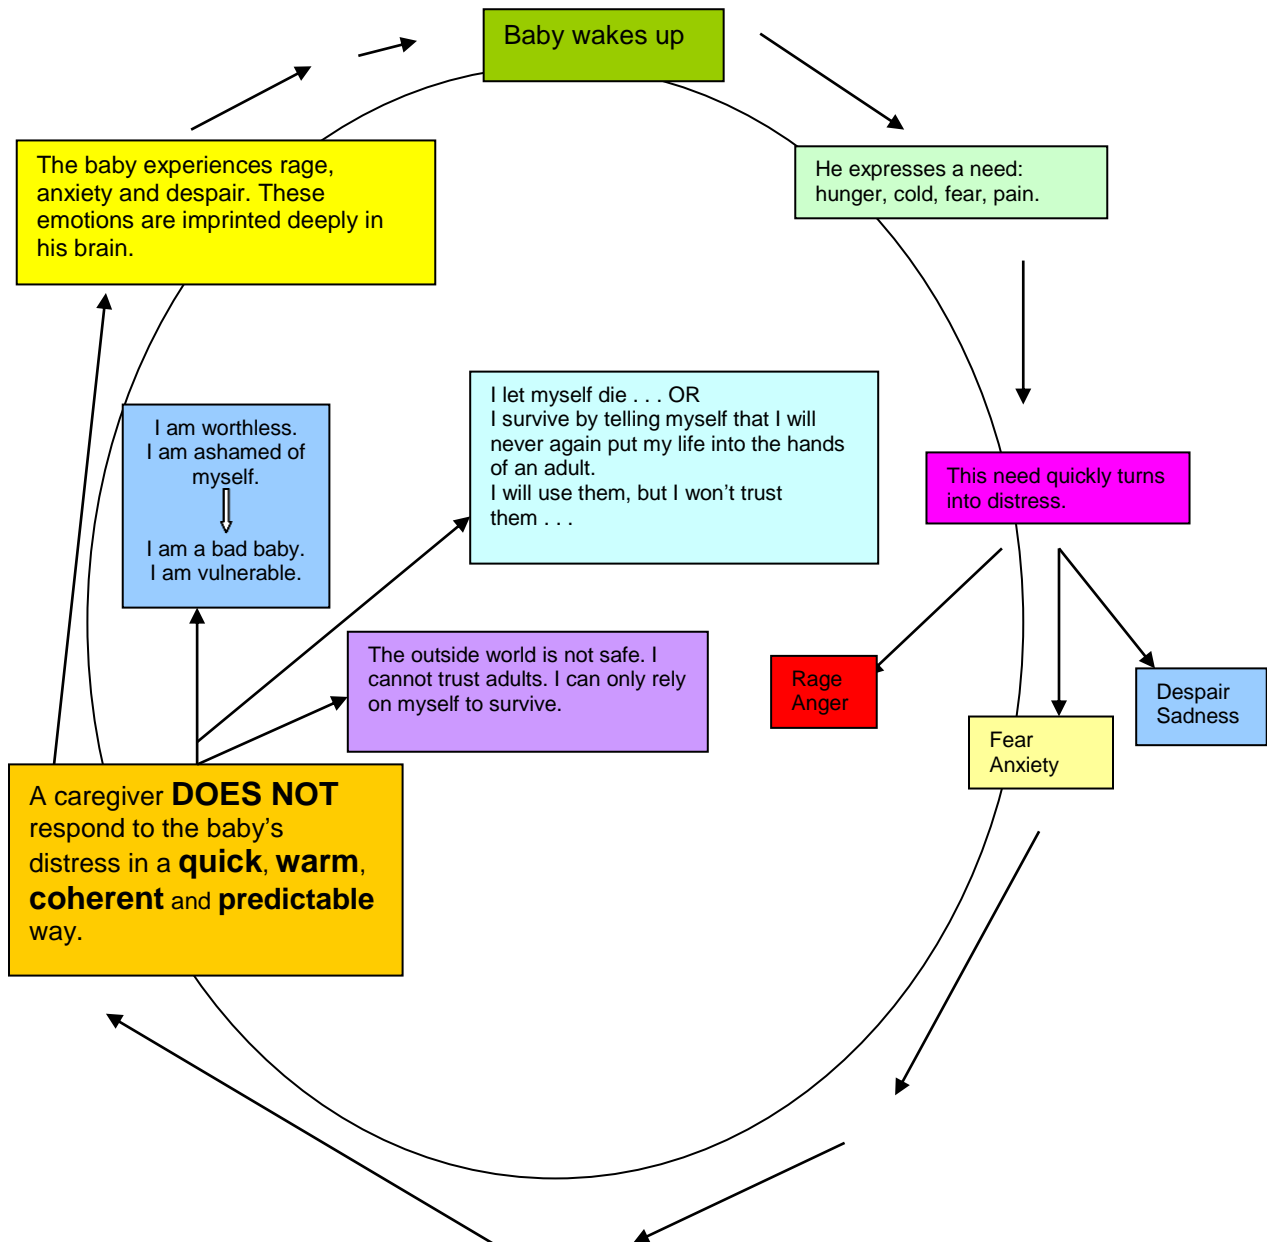 Baby wakes up
The baby experiences rage,
anxiety and despair. These
emotions are imprinted deeply in
his brain.
He expresses a need:
hunger, cold, fear, pain.
I let myself die . . . OR
I survive by telling myself that I will
never again put my life into the hands
of an adult.
I will use them, but I won’t trust
them . . .
I am worthless.
I am ashamed of
myself.
I am a bad baby.
I am vulnerable.
This need quickly turns
into distress.
The outside world is not safe. I
cannot trust adults. I can only rely
on myself to survive.
Rage
Anger
Despair
Sadness
Fear
Anxiety
A caregiver DOES NOT
respond to the baby’s
distress in a quick, warm,
coherent and predictable
way.